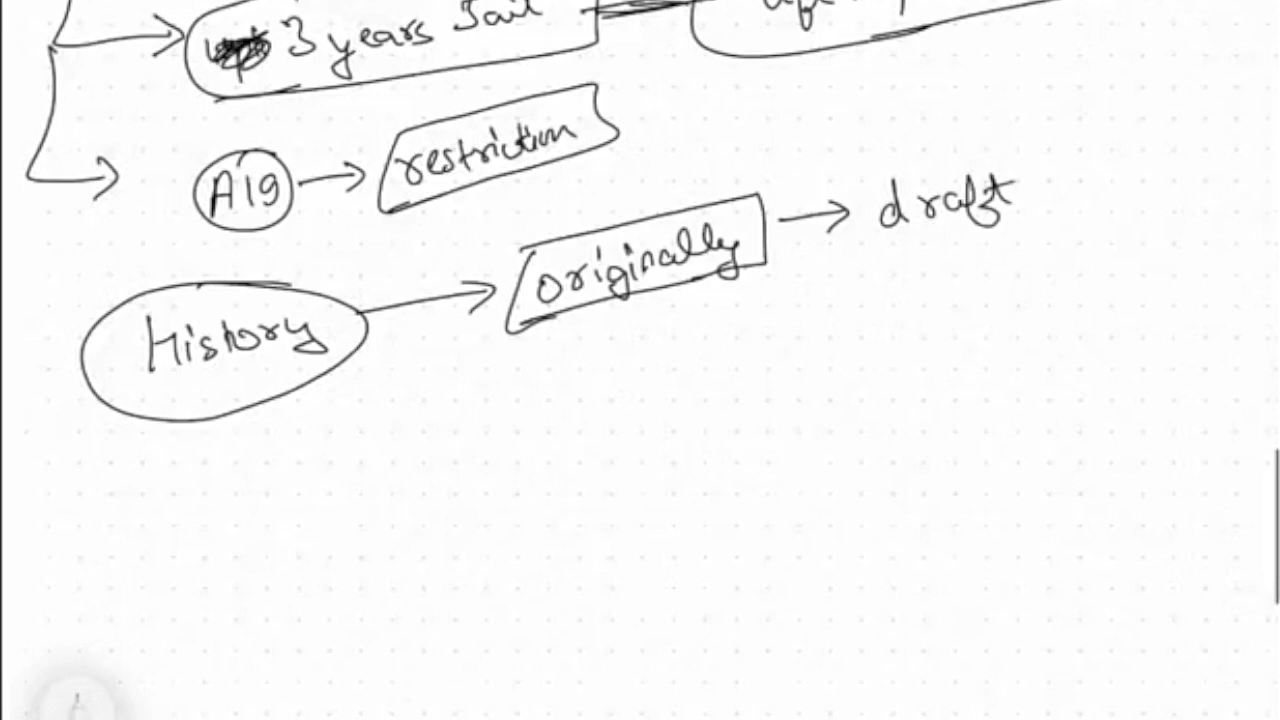 3 years Jail
A19 → restriction
History → originally → draft